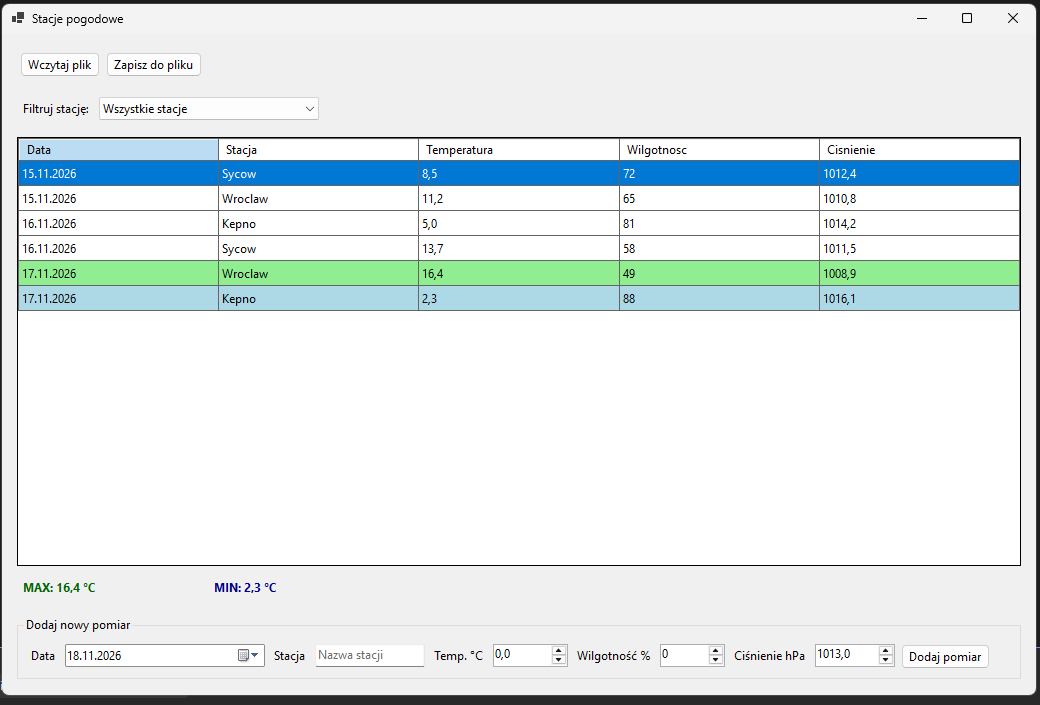 Stacje pogodowe
Wczytaj plik Zapisz do pliku
Filtruj stację: Wszystkie stacje
Data Stacja Temperatura Wilgotnosc Cisnienie
15.11.2026 Sycow 8,5 72 1012,4
15.11.2026 Wroclaw 11,2 65 1010,8
16.11.2026 Kepno 5,0 81 1014,2
16.11.2026 Sycow 13,7 58 1011,5
17.11.2026 Wroclaw 16,4 49 1008,9
17.11.2026 Kepno 2,3 88 1016,1
MAX: 16,4 °C MIN: 2,3 °C
Dodaj nowy pomiar
Data 18.11.2026 Stacja Nazwa stacji Temp. °C 0,0 Wilgotność % 0 Ciśnienie hPa 1013,0 Dodaj pomiar